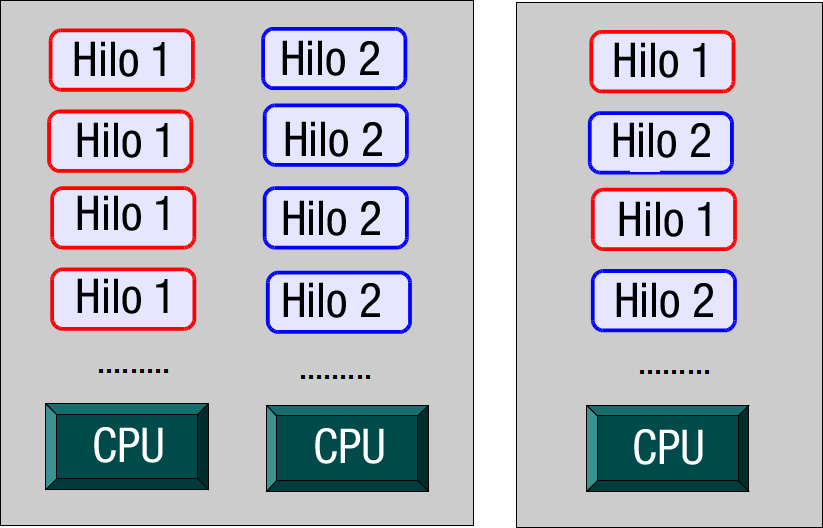 Hilo 1 Hilo 2
Hilo 1 Hilo 2
Hilo 1 Hilo 2
Hilo 1 Hilo 2
......... .........
CPU CPU
Hilo 1
Hilo 2
Hilo 1
Hilo 2
.........
CPU